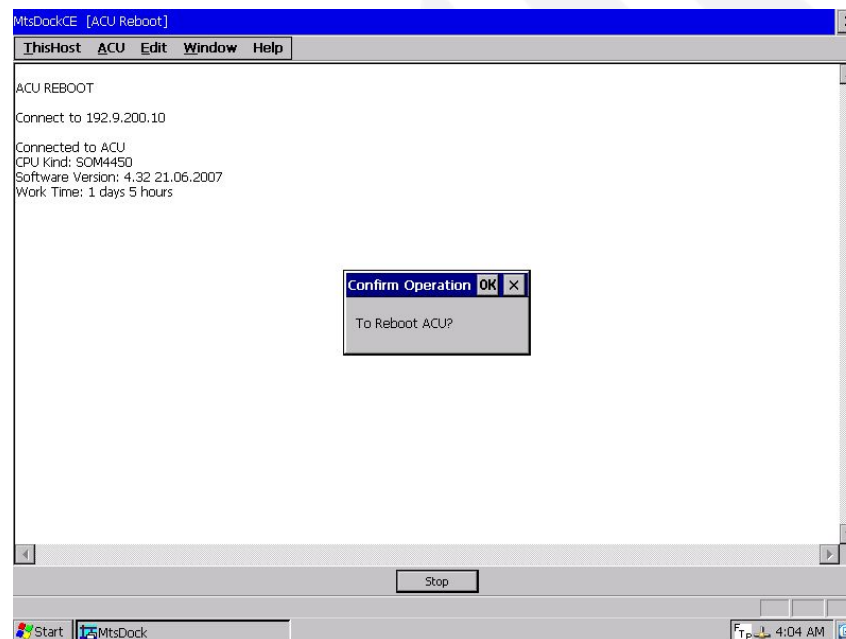 MtsDockCE [ACU Reboot]
ThisHost ACU Edit Window Help
ACU REBOOT
Connect to 192.9.200.10
Connected to ACU
CPU Kind: SOM4450
Software Version: 4.32 21.06.2007
Work Time: 1 days 5 hours
Confirm Operation OK ×
To Reboot ACU?
Stop
Start MtsDock FTP 4:04 AM